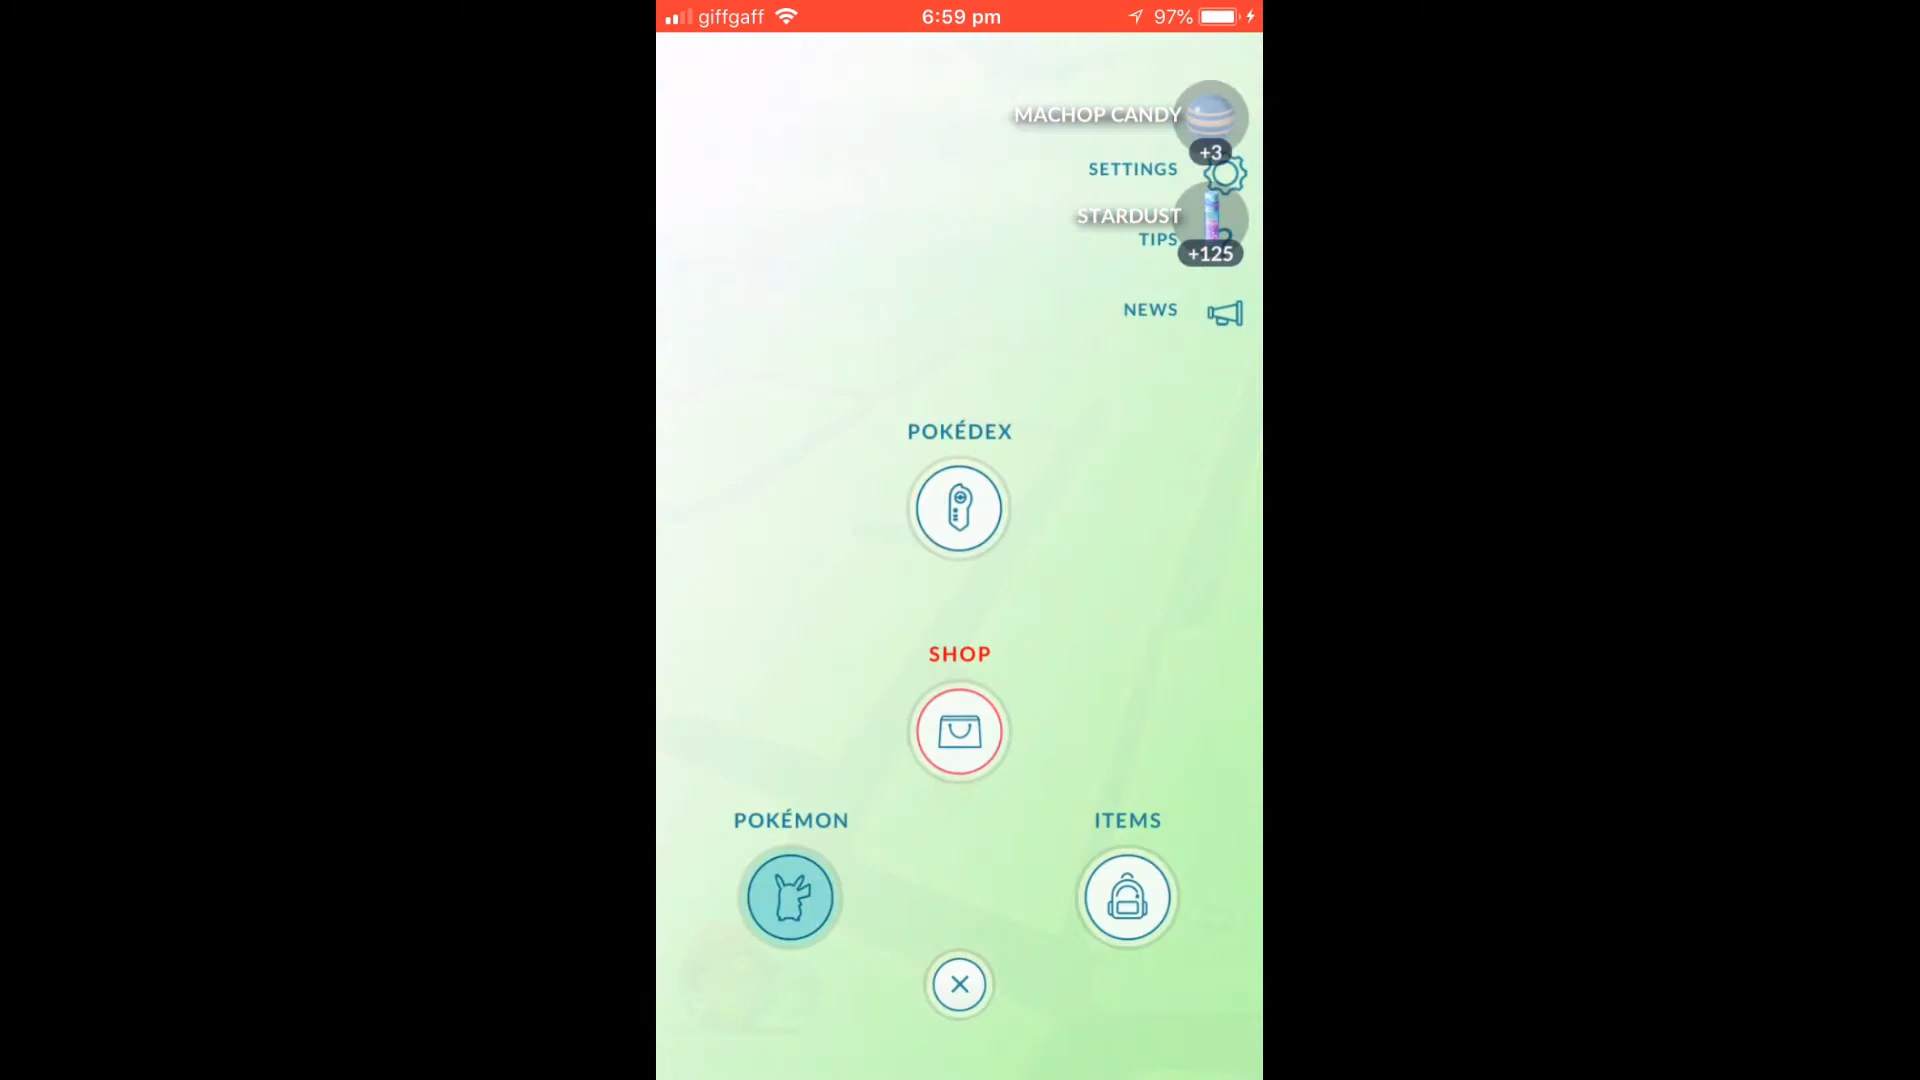 giffgaff 6:59 pm 97%
MACHOP CANDY
+3
SETTINGS
STARDUST
TIPS
+125
NEWS
POKÉDEX
SHOP
POKÉMON
ITEMS